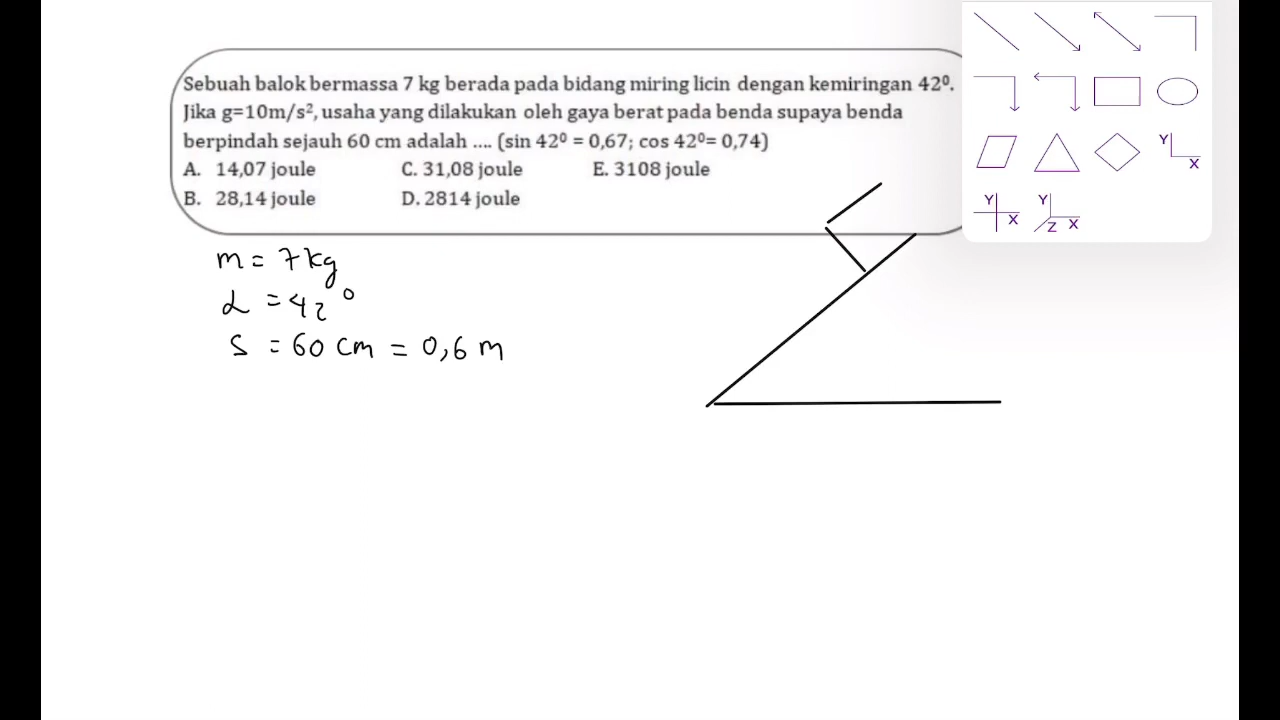 Sebuah balok bermassa 7 kg berada pada bidang miring licin dengan kemiringan 42⁰.
Jika g=10m/s², usaha yang dilakukan oleh gaya berat pada benda supaya benda
berpindah sejauh 60 cm adalah .... (sin 42⁰ = 0,67; cos 42⁰= 0,74)
A. 14,07 joule C. 31,08 joule E. 3108 joule
B. 28,14 joule D. 2814 joule
m = 7 kg
α = 42°
s = 60 cm = 0,6 m
Y X
Y X Y Z X